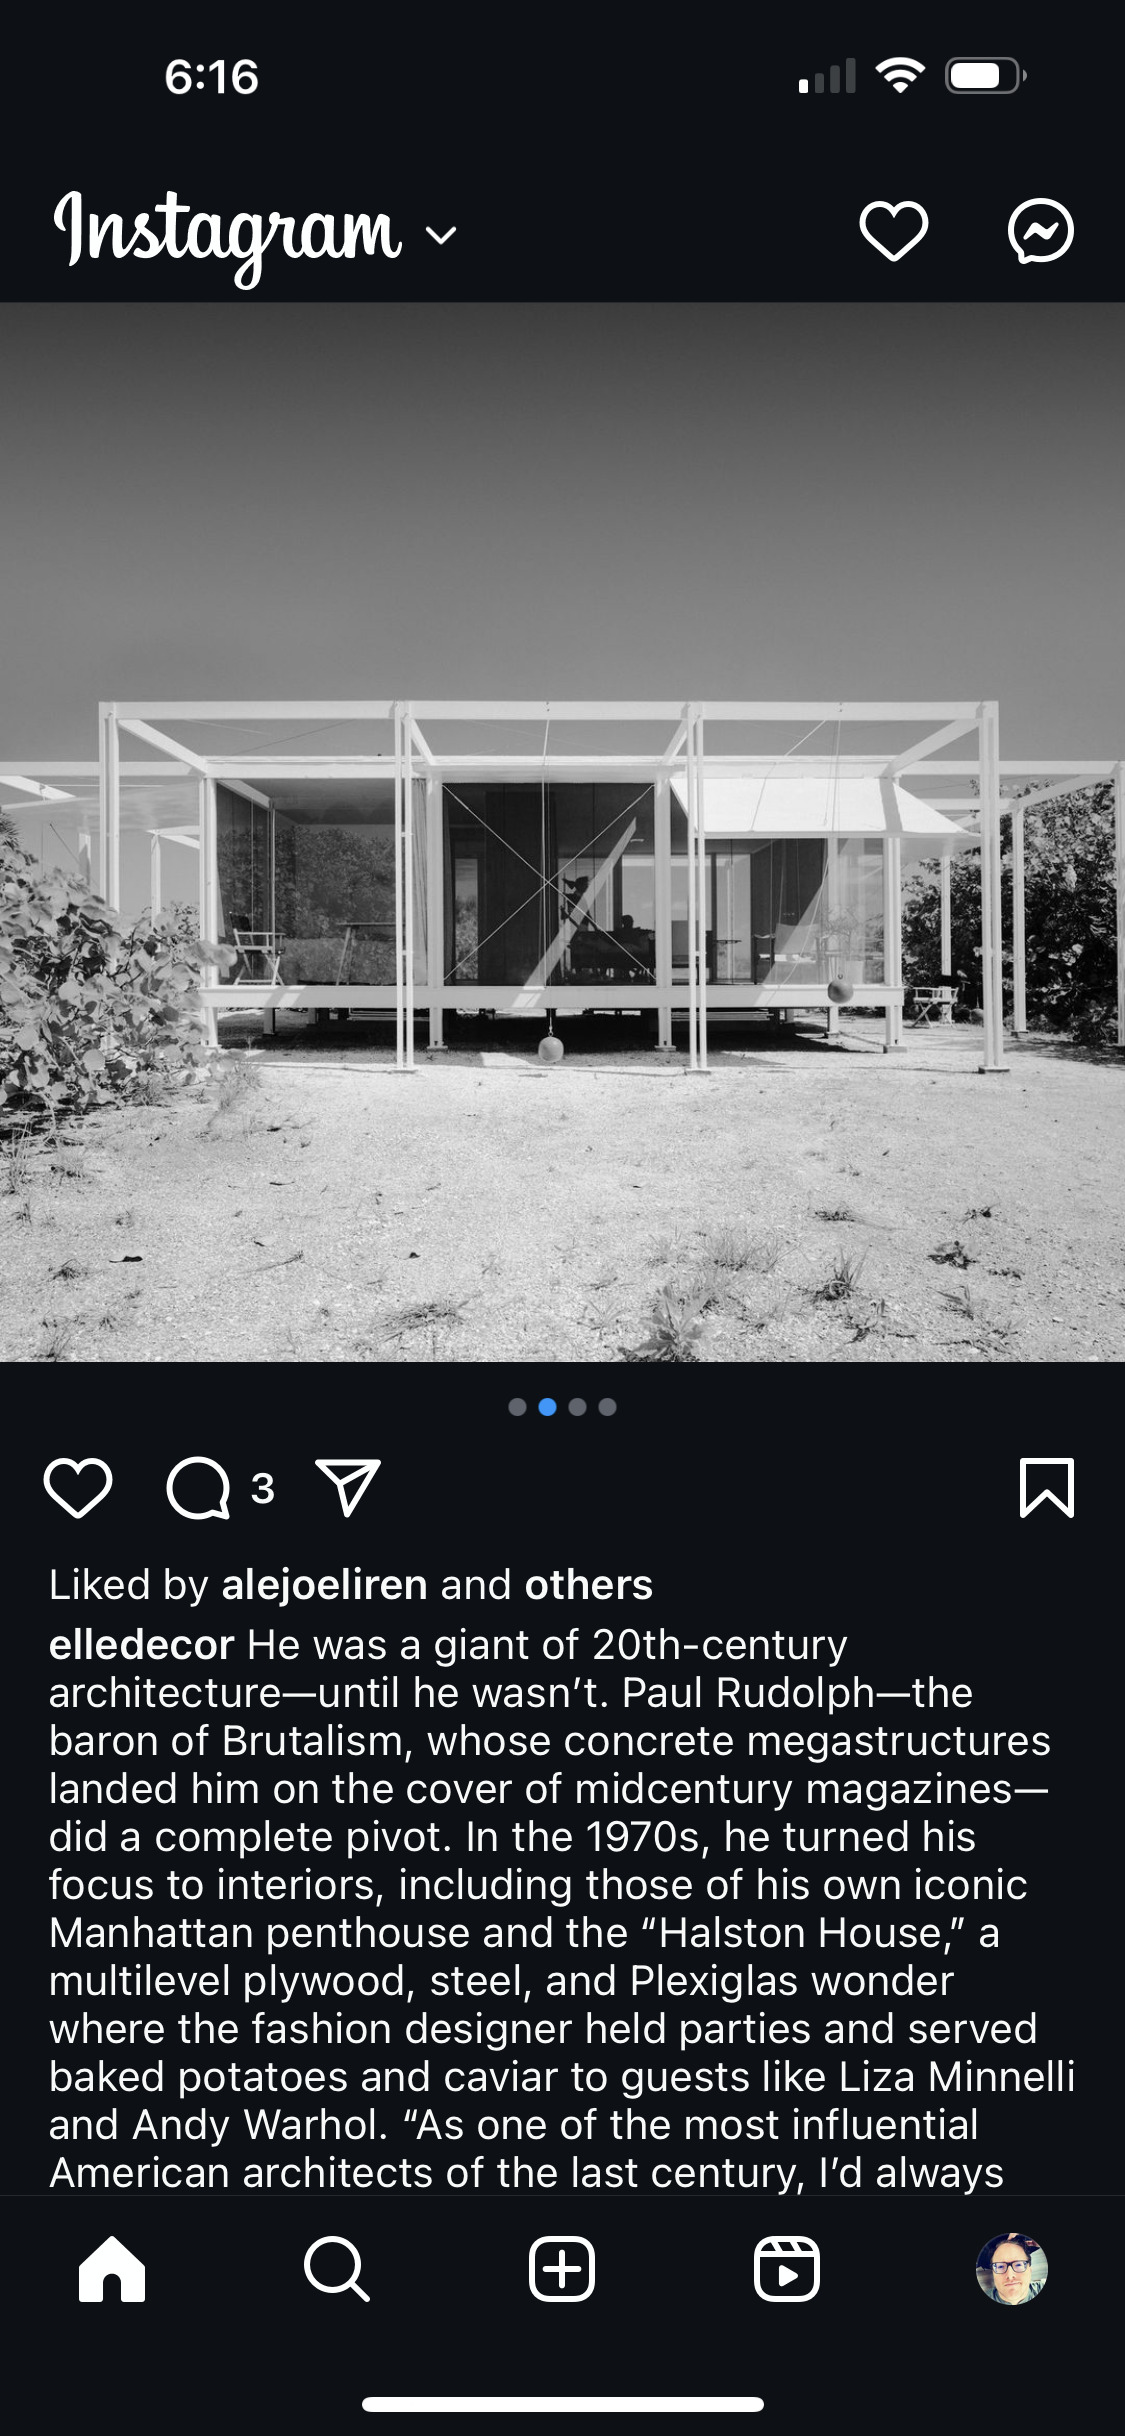 6:16
Instagram
3
Liked by alejoeliren and others
elledecor He was a giant of 20th-century
architecture—until he wasn’t. Paul Rudolph—the
baron of Brutalism, whose concrete megastructures
landed him on the cover of midcentury magazines—
did a complete pivot. In the 1970s, he turned his
focus to interiors, including those of his own iconic
Manhattan penthouse and the “Halston House,” a
multilevel plywood, steel, and Plexiglas wonder
where the fashion designer held parties and served
baked potatoes and caviar to guests like Liza Minnelli
and Andy Warhol. “As one of the most influential
American architects of the last century, I’d always